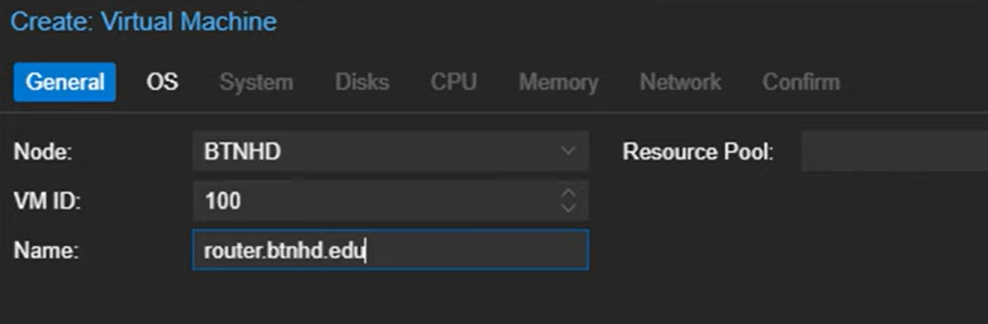 Create: Virtual Machine
General OS System Disks CPU Memory Network Confirm
Node: BTNHD Resource Pool:
VM ID: 100
Name: router.btnhd.edu